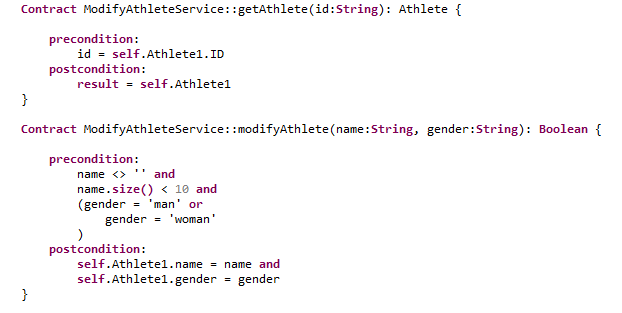 Contract ModifyAthleteService::getAthlete(id:String): Athlete {
precondition:
id = self.Athlete1.ID
postcondition:
result = self.Athlete1
}
Contract ModifyAthleteService::modifyAthlete(name:String, gender:String): Boolean {
precondition:
name <> '' and
name.size() < 10 and
(gender = 'man' or
gender = 'woman'
)
postcondition:
self.Athlete1.name = name and
self.Athlete1.gender = gender
}